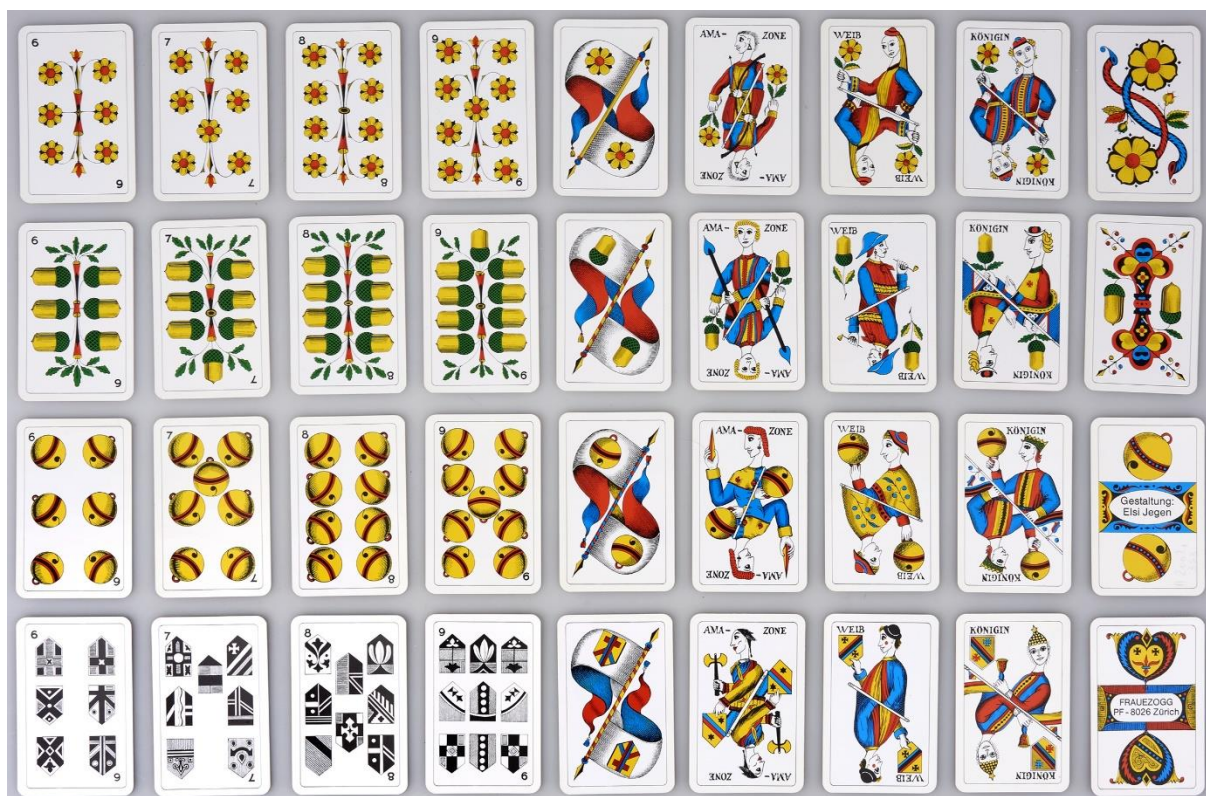 6
6
7
7
8
8
9
9
AMA- ZONE
AMA- ZONE
WEIB
WEIB
KÖNIGIN
KÖNIGIN
6
6
7
7
8
8
9
9
AMA- ZONE
AMA- ZONE
WEIB
WEIB
KÖNIGIN
KÖNIGIN
6
6
7
7
8
8
9
9
AMA- ZONE
AMA- ZONE
WEIB
WEIB
KÖNIGIN
KÖNIGIN
Gestaltung:
Elsi Jegen
6
6
7
7
8
8
9
9
AMA- ZONE
AMA- ZONE
WEIB
WEIB
KÖNIGIN
KÖNIGIN
FRAUEZOGG
PF - 8026 Zürich